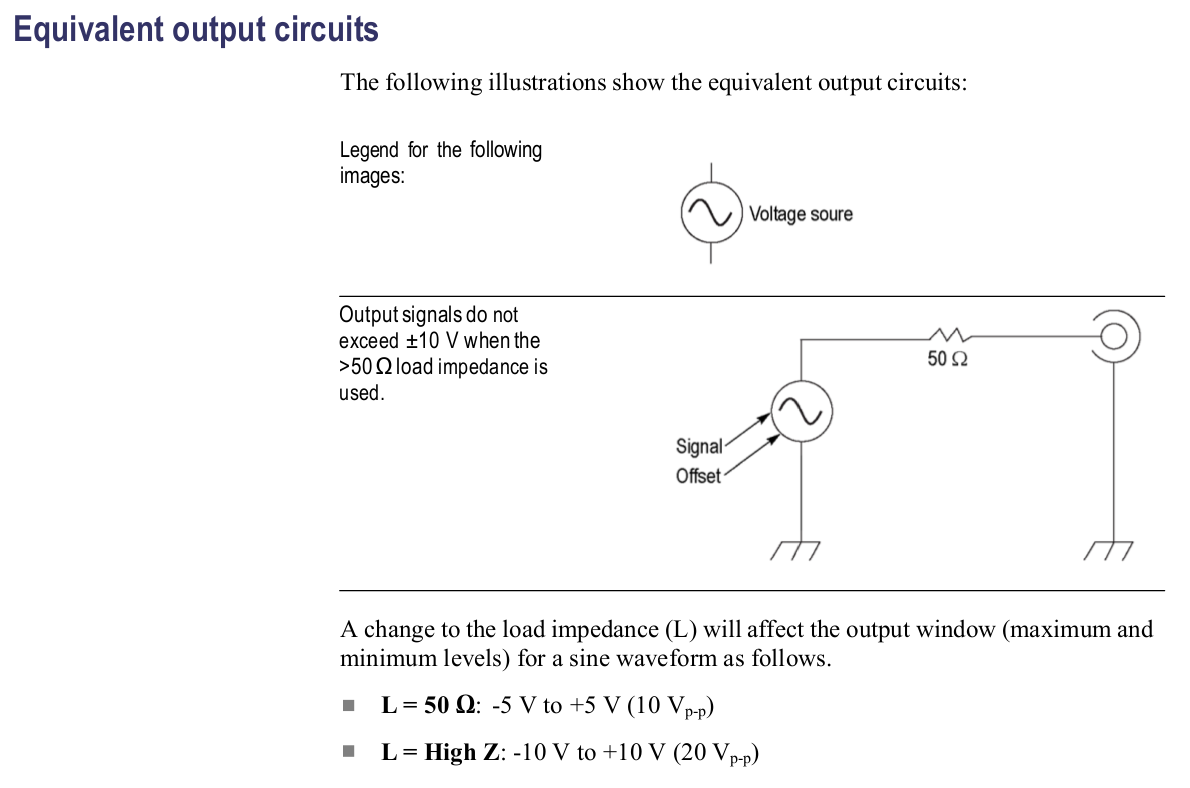 Equivalent output circuits
The following illustrations show the equivalent output circuits:
Legend for the following
images:
Voltage soure
Output signals do not
exceed ±10 V when the
>50 Ω load impedance is
used.
50 Ω
Signal
Offset
A change to the load impedance (L) will affect the output window (maximum and
minimum levels) for a sine waveform as follows.
■ L = 50 Ω: -5 V to +5 V (10 Vp-p)
■ L = High Z: -10 V to +10 V (20 Vp-p)